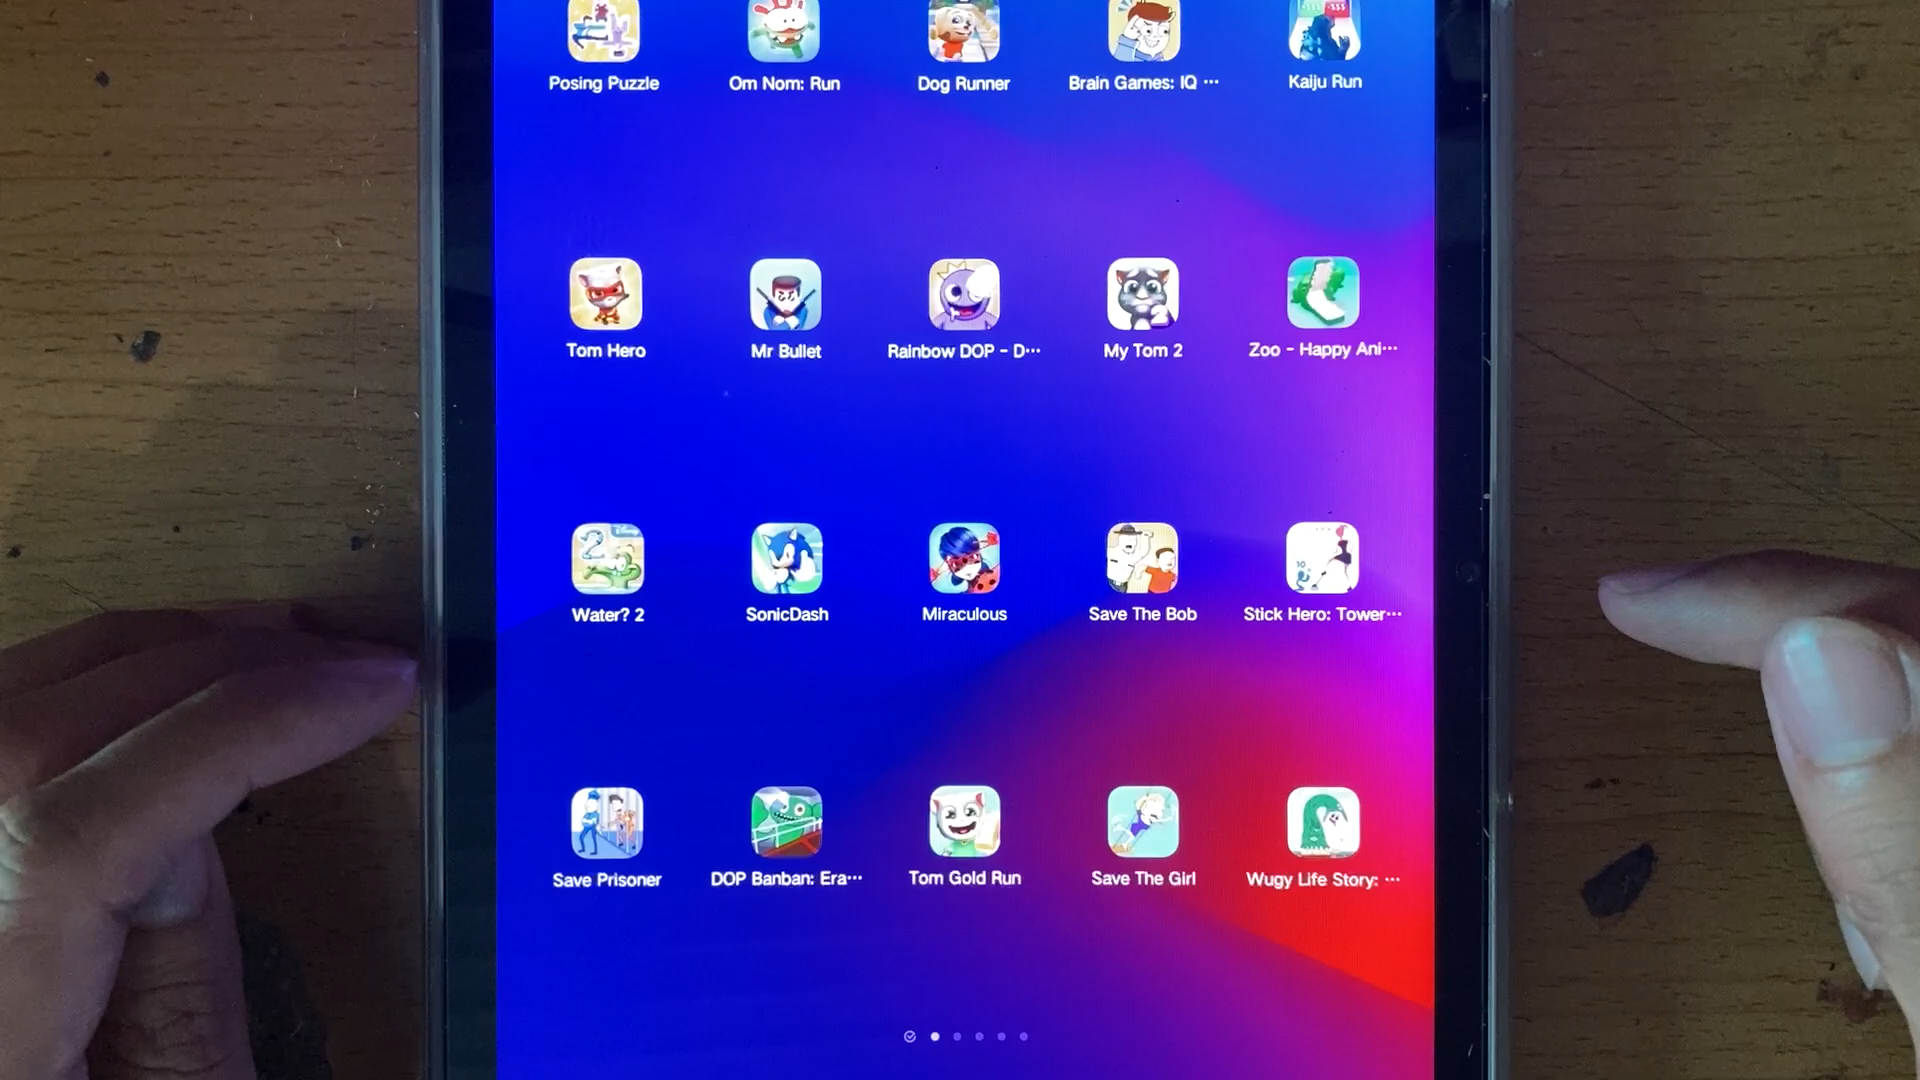 Posing Puzzle
Om Nom: Run
Dog Runner
Brain Games: IQ ···
Kaiju Run
Tom Hero
Mr Bullet
Rainbow DOP - D···
My Tom 2
Zoo - Happy Ani···
Water? 2
SonicDash
Miraculous
Save The Bob
Stick Hero: Tower···
Save Prisoner
DOP Banban: Era···
Tom Gold Run
Save The Girl
Wugy Life Story: ···